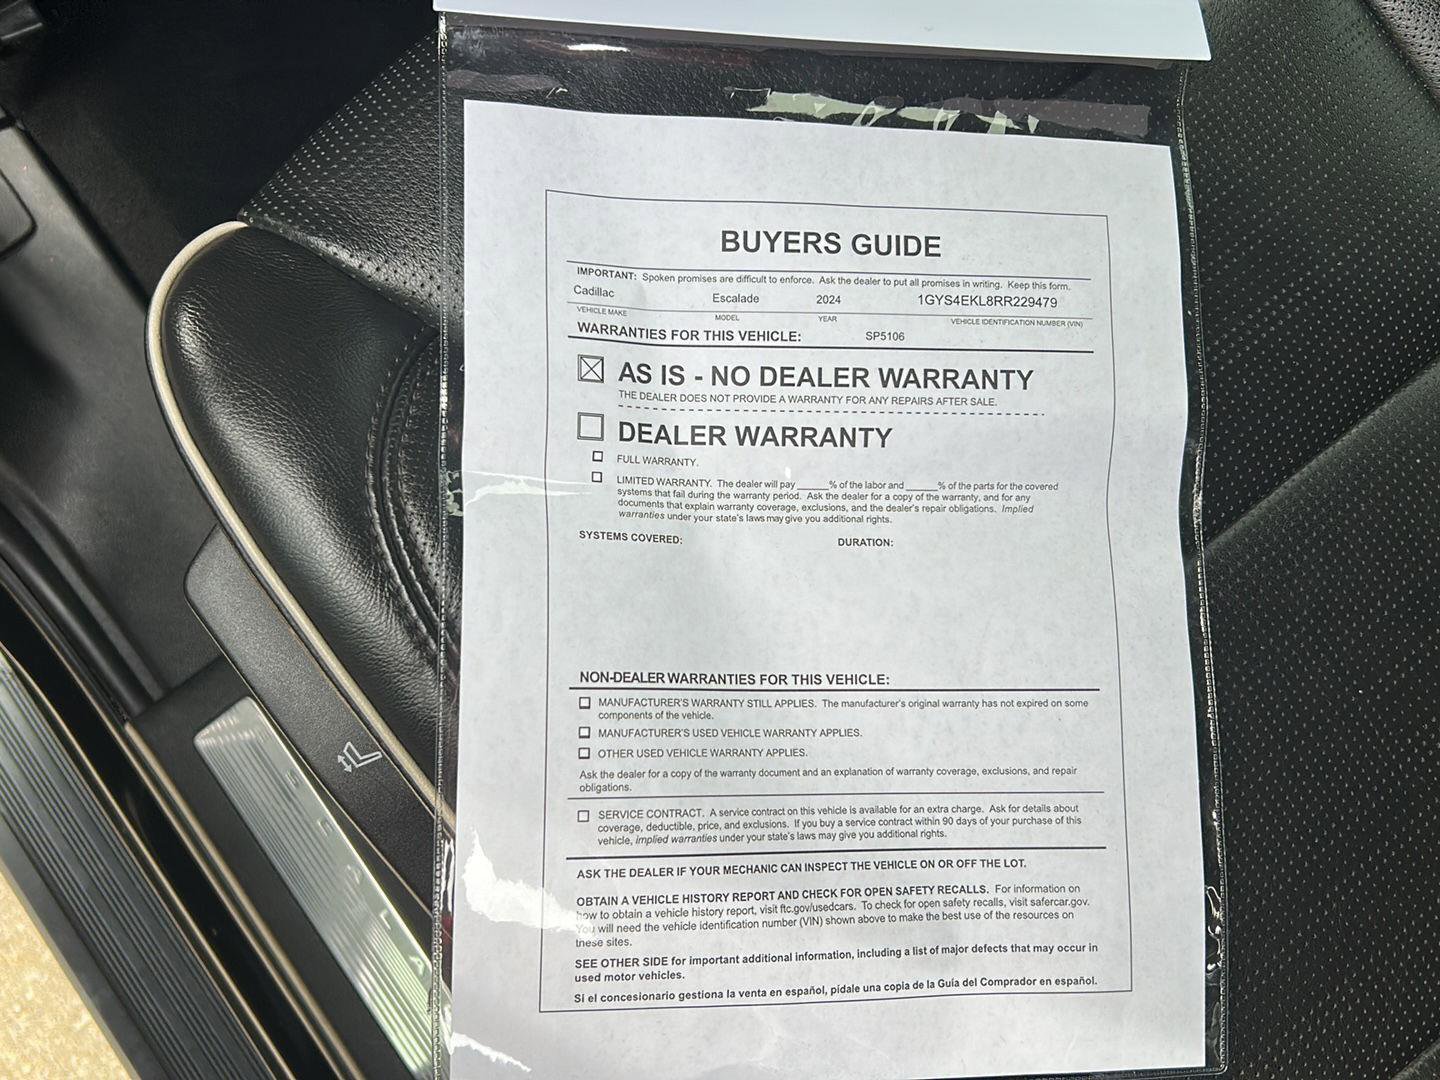 BUYERS GUIDE
IMPORTANT: Spoken promises are difficult to enforce. Ask the dealer to put all promises in writing. Keep this form.
Cadillac Escalade 2024 1GYS4EKL8RR229479
VEHICLE MAKE MODEL YEAR VEHICLE IDENTIFICATION NUMBER (VIN)
WARRANTIES FOR THIS VEHICLE: SP5106
AS IS - NO DEALER WARRANTY
THE DEALER DOES NOT PROVIDE A WARRANTY FOR ANY REPAIRS AFTER SALE.
DEALER WARRANTY
FULL WARRANTY.
LIMITED WARRANTY. The dealer will pay ______% of the labor and ______% of the parts for the covered
systems that fail during the warranty period. Ask the dealer for a copy of the warranty, and for any
documents that explain warranty coverage, exclusions, and the dealer's repair obligations. Implied
warranties under your state's laws may give you additional rights.
SYSTEMS COVERED: DURATION:
NON-DEALER WARRANTIES FOR THIS VEHICLE:
MANUFACTURER'S WARRANTY STILL APPLIES. The manufacturer's original warranty has not expired on some
components of the vehicle.
MANUFACTURER'S USED VEHICLE WARRANTY APPLIES.
OTHER USED VEHICLE WARRANTY APPLIES.
Ask the dealer for a copy of the warranty document and an explanation of warranty coverage, exclusions, and repair
obligations.
SERVICE CONTRACT. A service contract on this vehicle is available for an extra charge. Ask for details about
coverage, deductible, price, and exclusions. If you buy a service contract within 90 days of your purchase of this
vehicle, implied warranties under your state's laws may give you additional rights.
ASK THE DEALER IF YOUR MECHANIC CAN INSPECT THE VEHICLE ON OR OFF THE LOT.
OBTAIN A VEHICLE HISTORY REPORT AND CHECK FOR OPEN SAFETY RECALLS. For information on
how to obtain a vehicle history report, visit ftc.gov/usedcars. To check for open safety recalls, visit safercar.gov.
You will need the vehicle identification number (VIN) shown above to make the best use of the resources on
these sites.
SEE OTHER SIDE for important additional information, including a list of major defects that may occur in
used motor vehicles.
Si el concesionario gestiona la venta en español, pídale una copia de la Guía del Comprador en español.